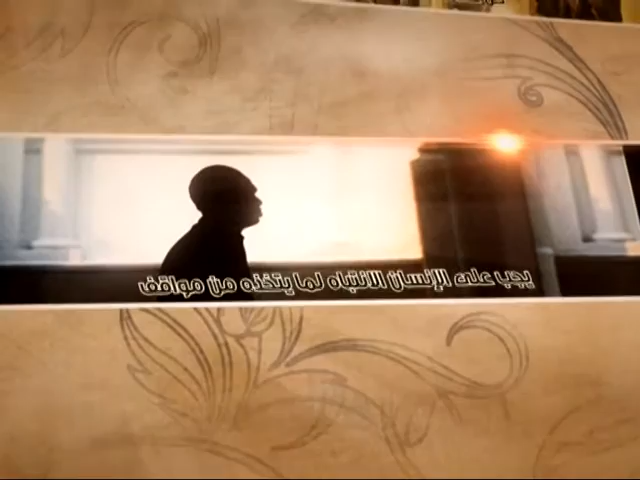 يجب على الإنسان الانتباه لما يتخذه من مواقف